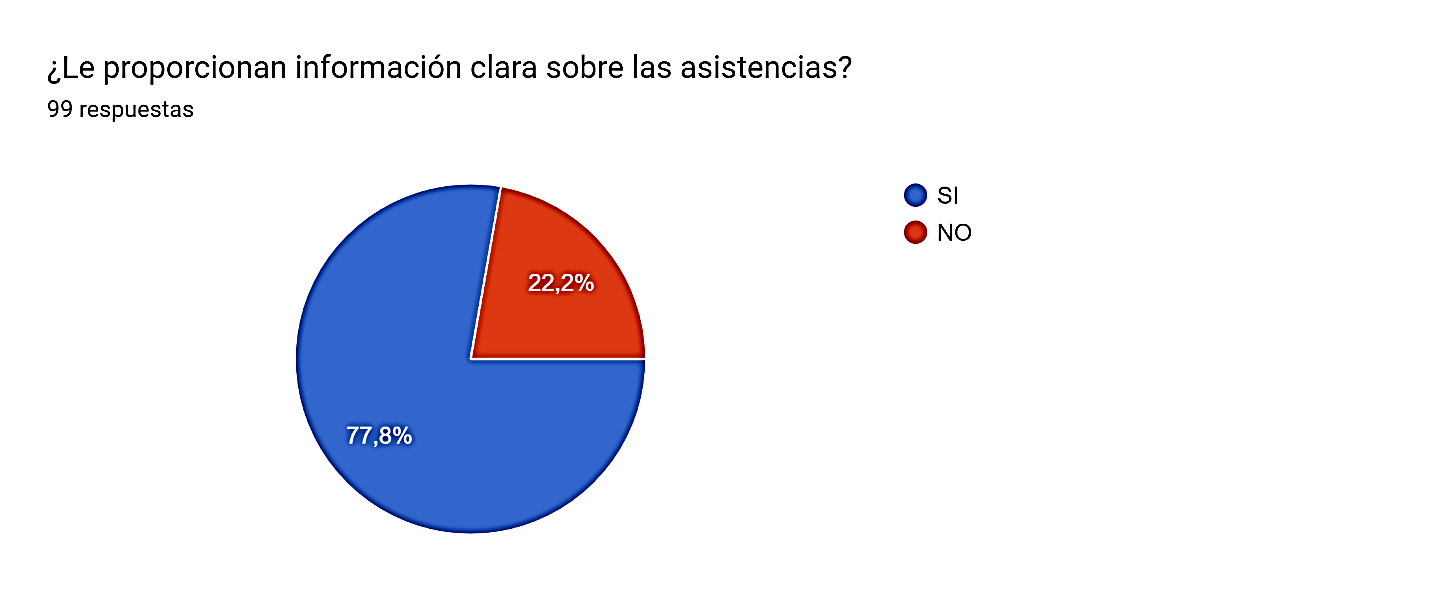 ¿Le proporcionan información clara sobre las asistencias?
99 respuestas
SI
NO
22,2%
77,8%